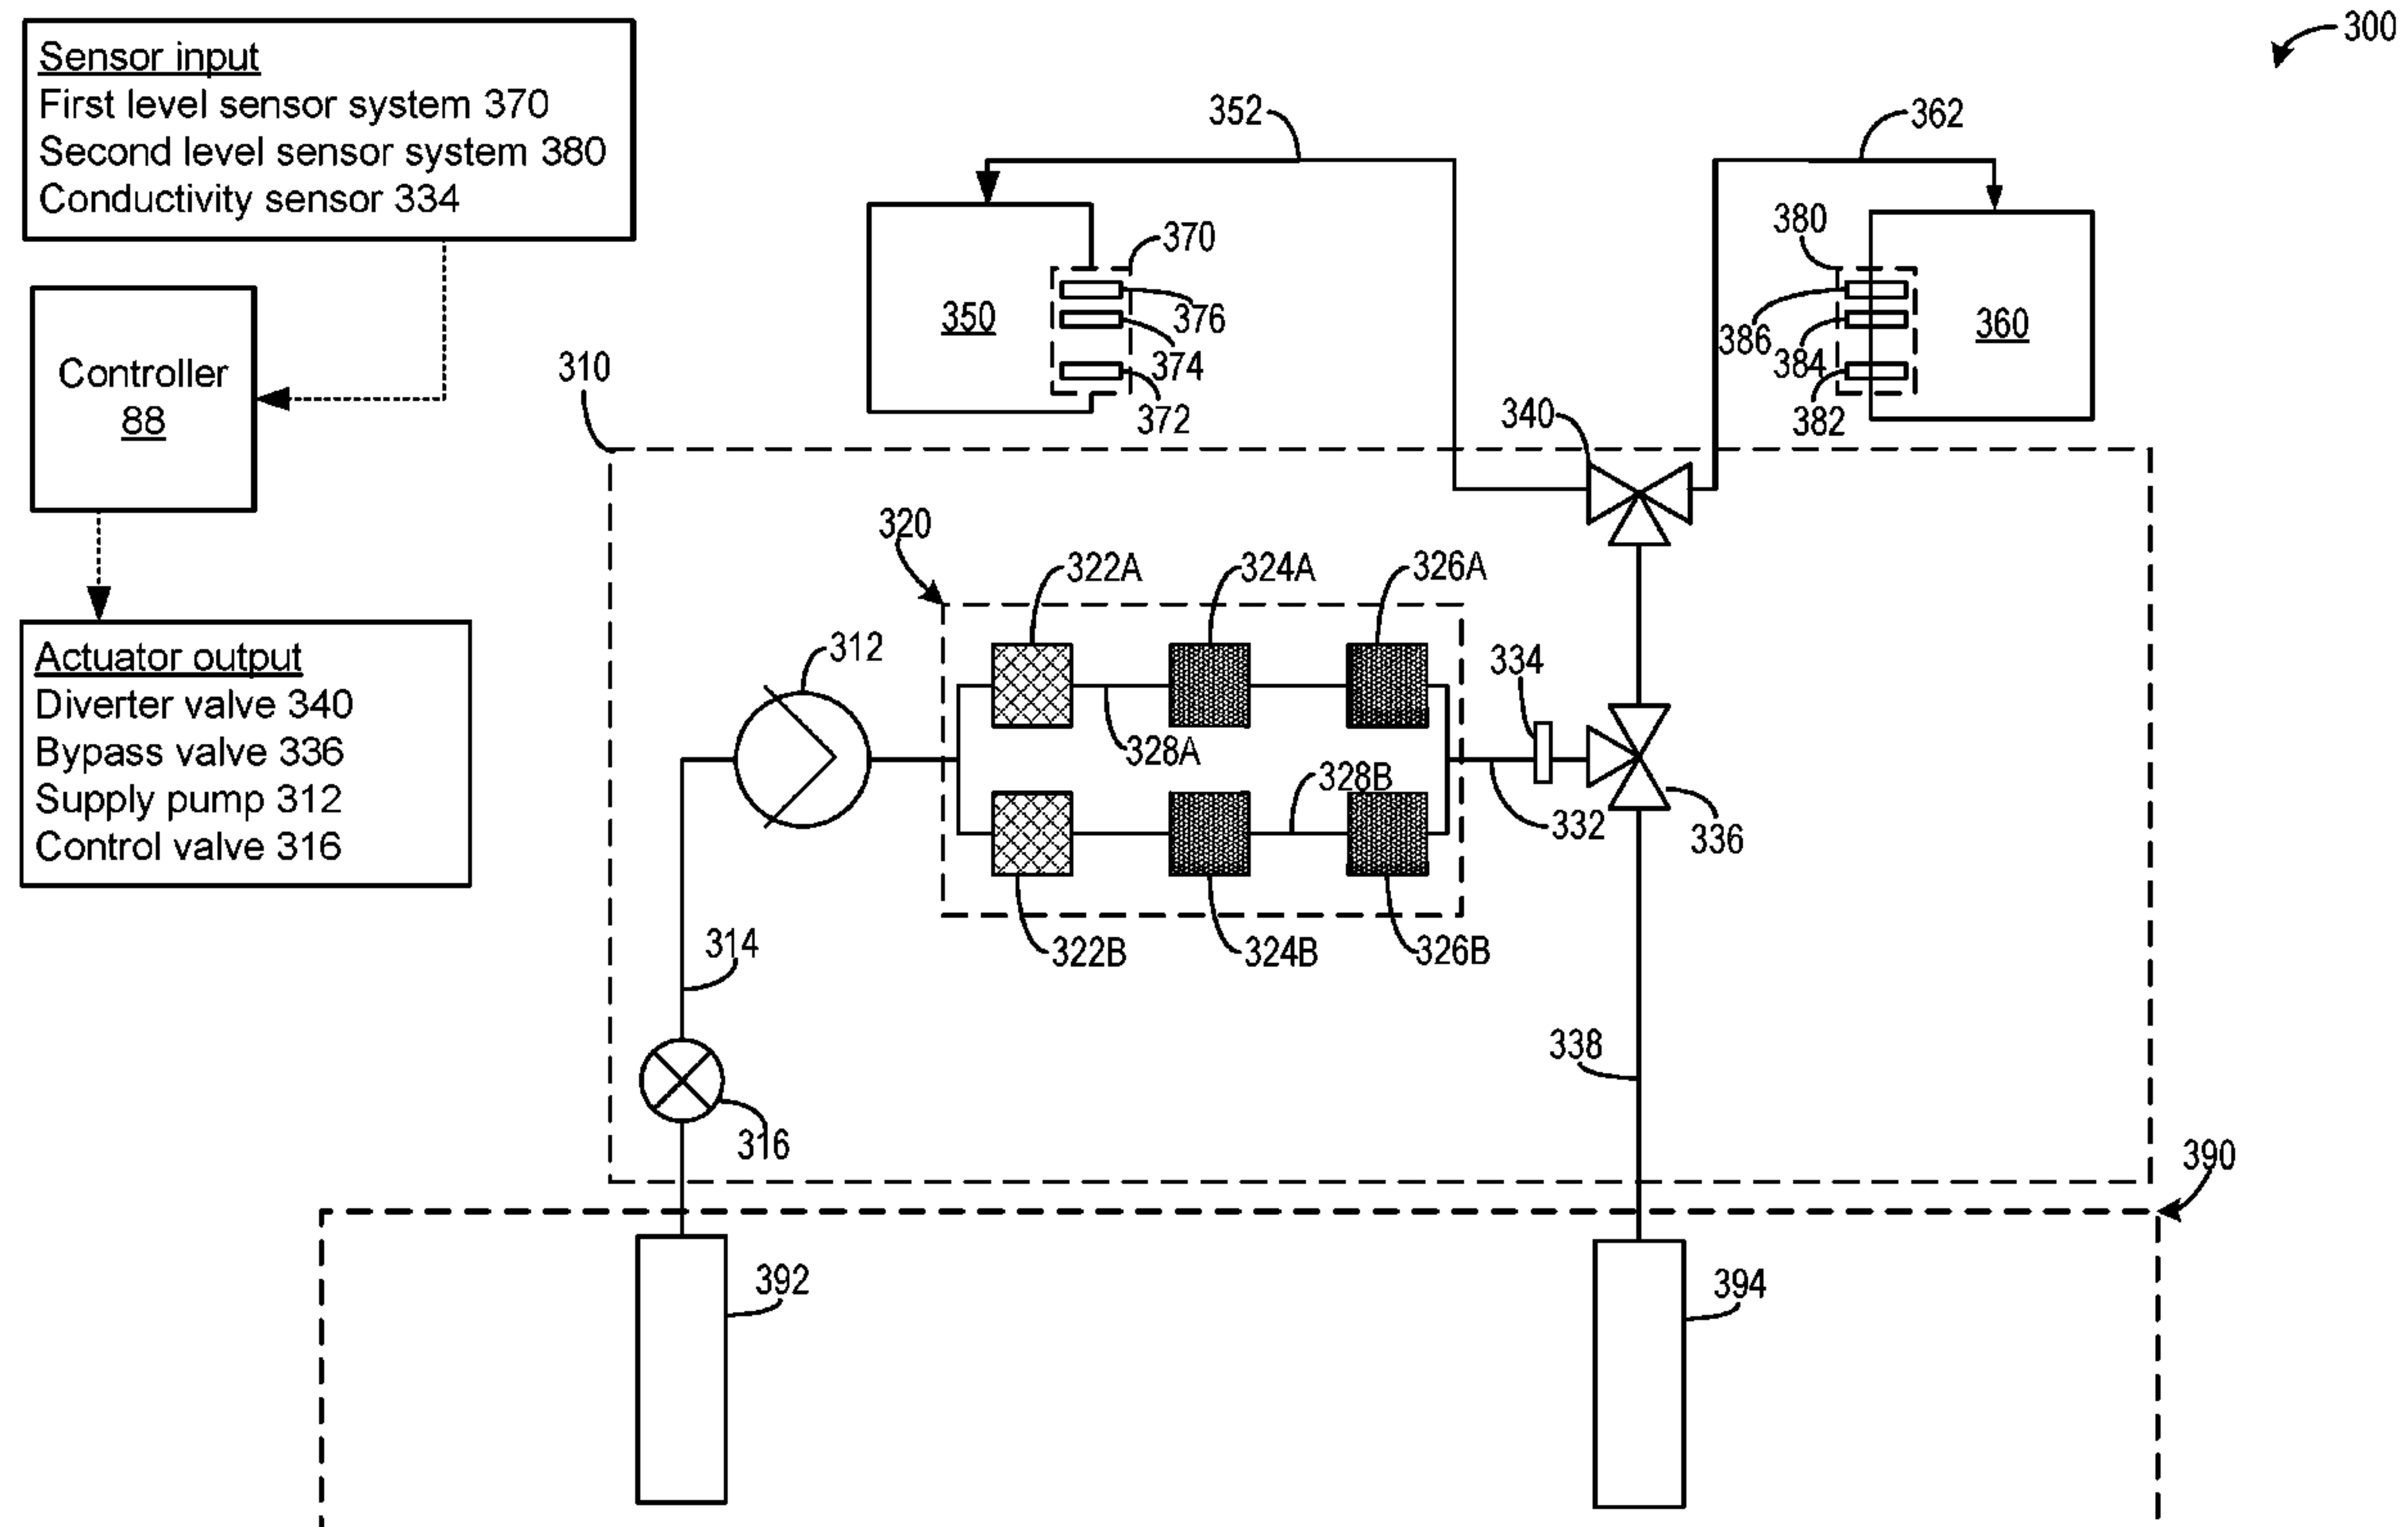 Sensor input
First level sensor system 370
Second level sensor system 380
Conductivity sensor 334
Controller
88
Actuator output
Diverter valve 340
Bypass valve 336
Supply pump 312
Control valve 316
300
352
362
370
380
350
376
374
372
386
384
382
360
310
340
320
322A
324A
326A
312
334
328A
328B
332
336
322B
324B
326B
314
316
338
390
392
394